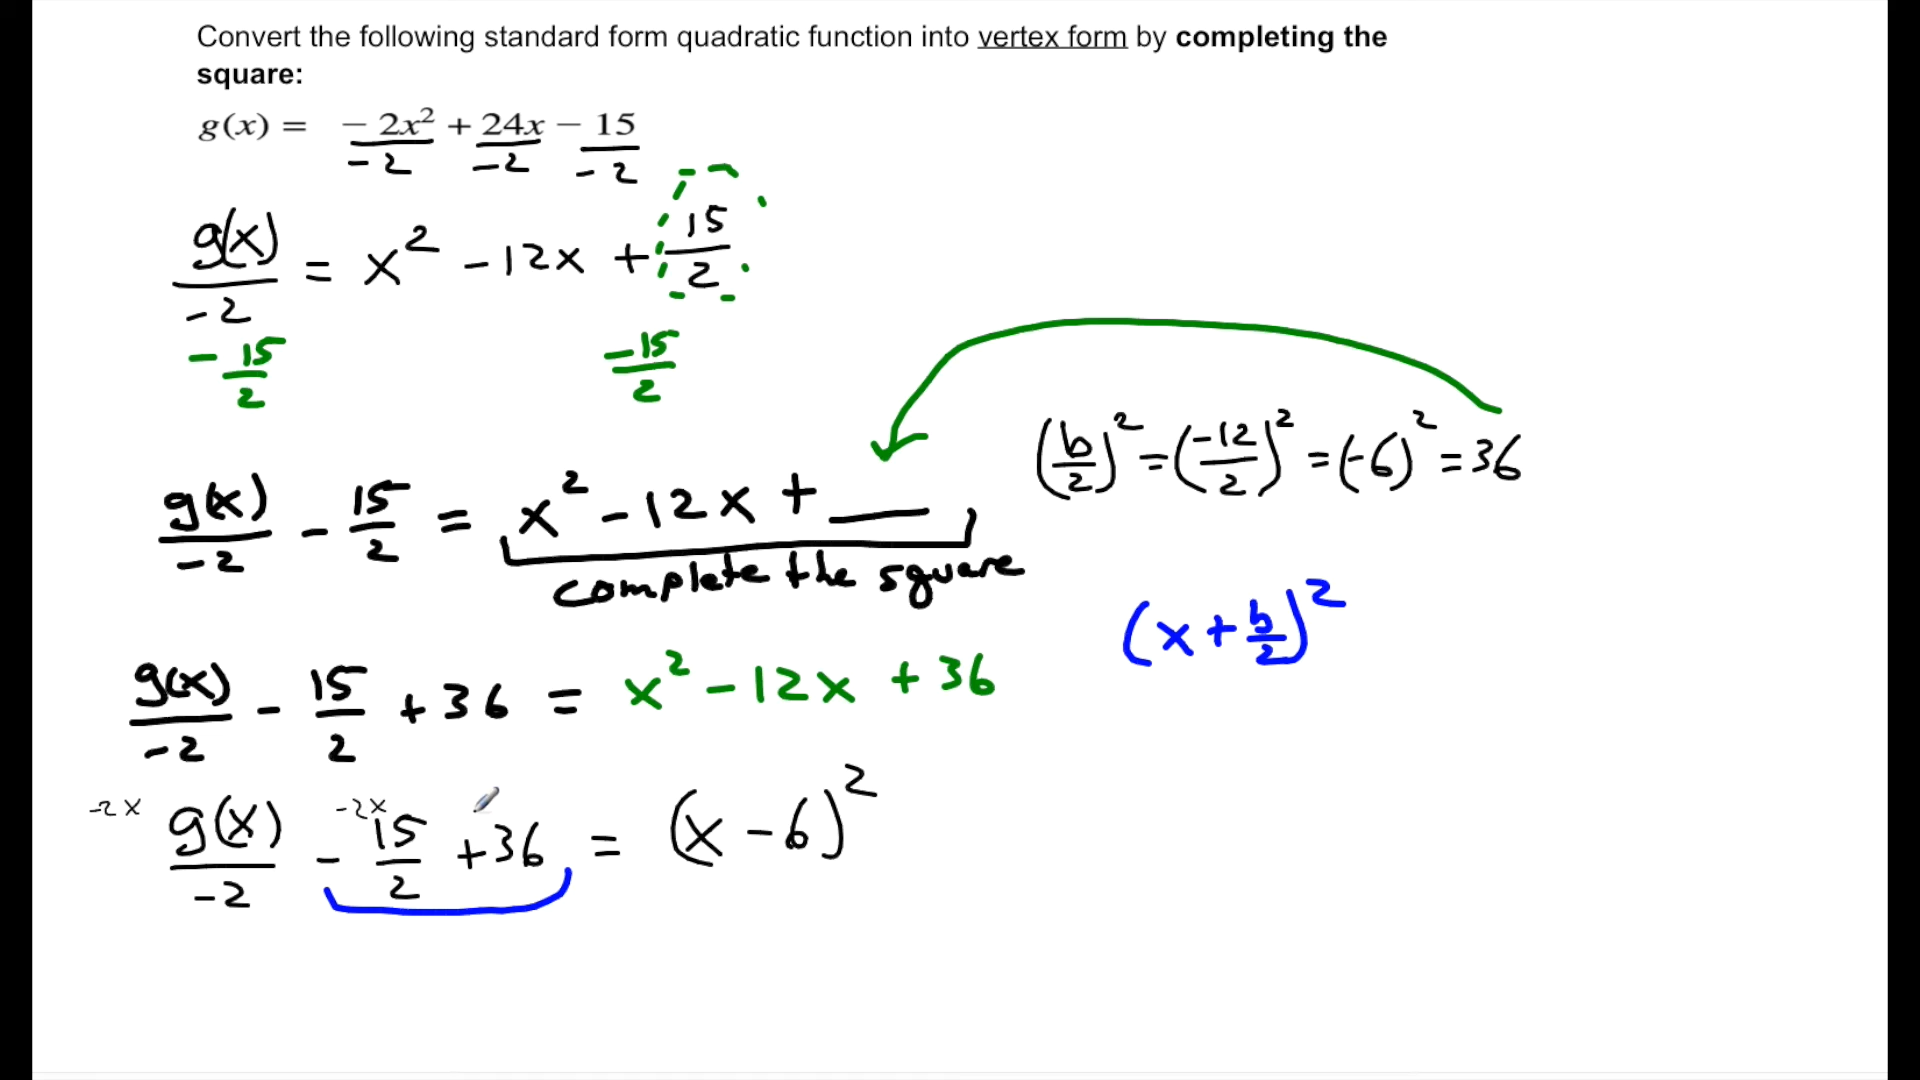 Convert the following standard form quadratic function into vertex form by completing the
square:
g(x) = − 2x² + 24x − 15
-2 -2 -2
g(x)/-2 = x² - 12x + 15/2
- 15/2 -15/2
(b/2)² = (-12/2)² = (-6)² = 36
g(x)/-2 - 15/2 = x² - 12x + ___
complete the square
(x + b/2)²
g(x)/-2 - 15/2 + 36 = x² - 12x + 36
-2x -2x
g(x)/-2 - 15/2 + 36 = (x - 6)²